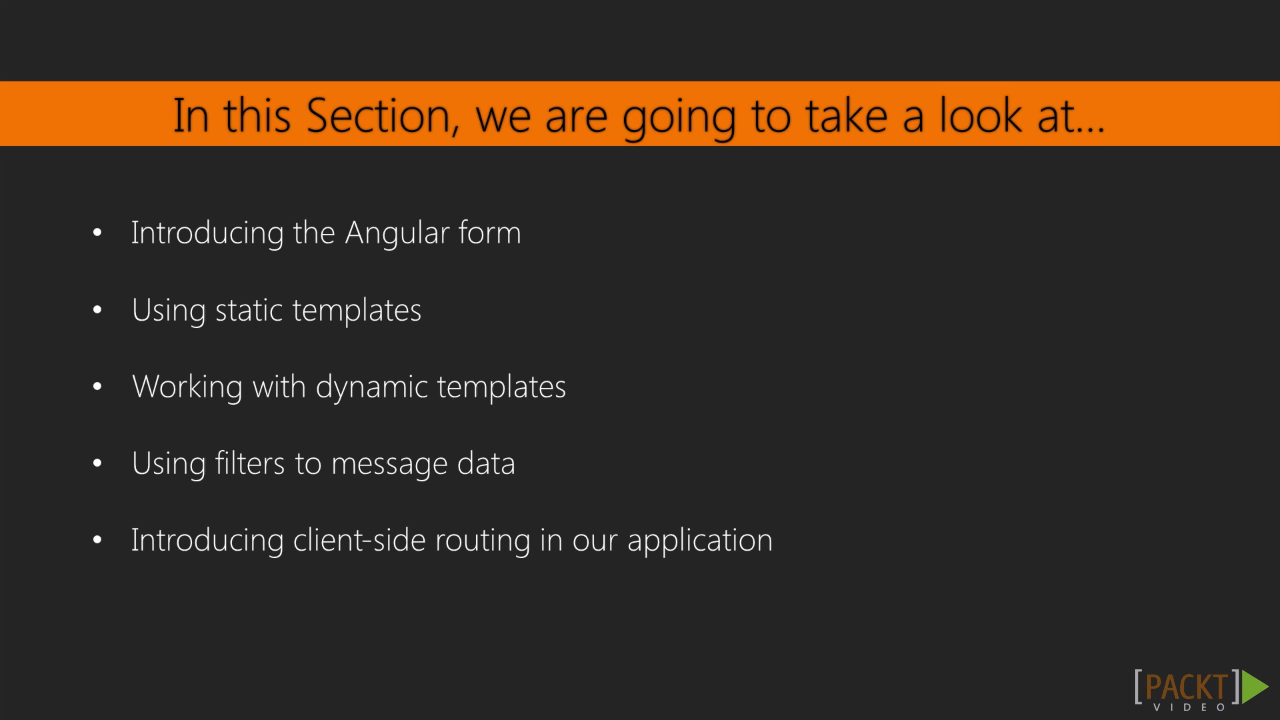 In this Section, we are going to take a look at...
• Introducing the Angular form
• Using static templates
• Working with dynamic templates
• Using filters to message data
• Introducing client-side routing in our application
[PACKT]
VIDEO